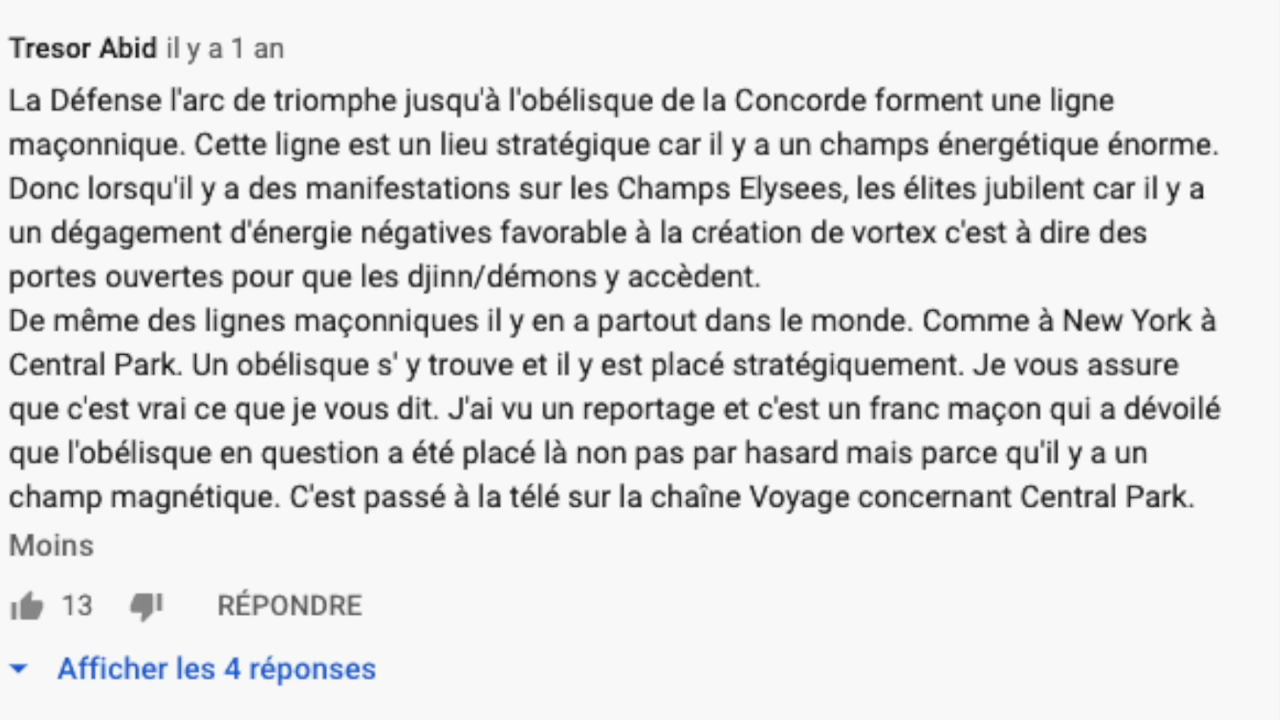 Tresor Abid il y a 1 an
La Défense l'arc de triomphe jusqu'à l'obélisque de la Concorde forment une ligne
maçonnique. Cette ligne est un lieu stratégique car il y a un champs énergétique énorme.
Donc lorsqu'il y a des manifestations sur les Champs Elysees, les élites jubilent car il y a
un dégagement d'énergie négatives favorable à la création de vortex c'est à dire des
portes ouvertes pour que les djinn/démons y accèdent.
De même des lignes maçonniques il y en a partout dans le monde. Comme à New York à
Central Park. Un obélisque s' y trouve et il y est placé stratégiquement. Je vous assure
que c'est vrai ce que je vous dit. J'ai vu un reportage et c'est un franc maçon qui a dévoilé
que l'obélisque en question a été placé là non pas par hasard mais parce qu'il y a un
champ magnétique. C'est passé à la télé sur la chaîne Voyage concernant Central Park.
Moins
13 RÉPONDRE
Afficher les 4 réponses